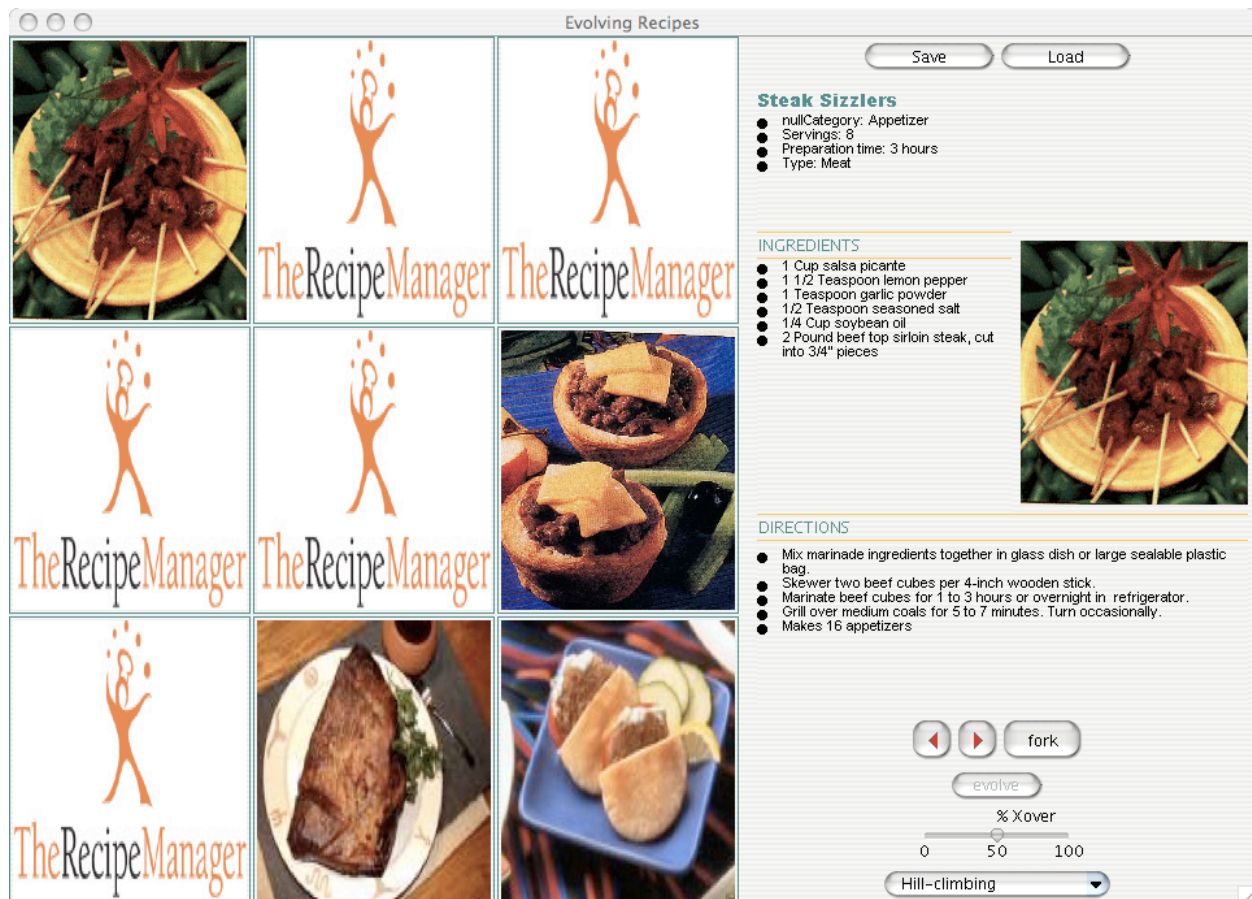 Evolving Recipes
TheRecipeManager
TheRecipeManager
TheRecipeManager
TheRecipeManager
TheRecipeManager
Save
Load
Steak Sizzlers
nullCategory: Appetizer
Servings: 8
Preparation time: 3 hours
Type: Meat
INGREDIENTS
1 Cup salsa picante
1 1/2 Teaspoon lemon pepper
1 Teaspoon garlic powder
1/2 Teaspoon seasoned salt
1/4 Cup soybean oil
2 Pound beef top sirloin steak, cut
into 3/4" pieces
DIRECTIONS
Mix marinade ingredients together in glass dish or large sealable plastic
bag.
Skewer two beef cubes per 4-inch wooden stick.
Marinate beef cubes for 1 to 3 hours or overnight in refrigerator.
Grill over medium coals for 5 to 7 minutes. Turn occasionally.
Makes 16 appetizers
fork
evolve
% Xover
0 50 100
Hill-climbing